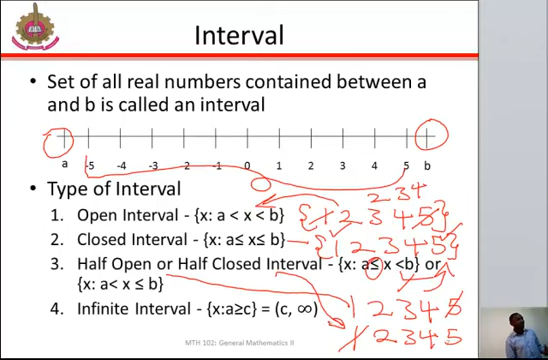 Interval
• Set of all real numbers contained between a
and b is called an interval
a -5 -4 -3 -2 -1 0 1 2 3 4 5 b
• Type of Interval
2 3 4
1. Open Interval - {x: a < x < b} {1 2 3 4 5}
2. Closed Interval - {x: a≤ x≤ b} {1 2 3 4 5}
3. Half Open or Half Closed Interval - {x: a≤ x <b} or
{x: a< x ≤ b}
1 2 3 4 5
4. Infinite Interval - {x:a≥c} = (c, ∞)
1 2 3 4 5
MTH 102: General Mathematics II